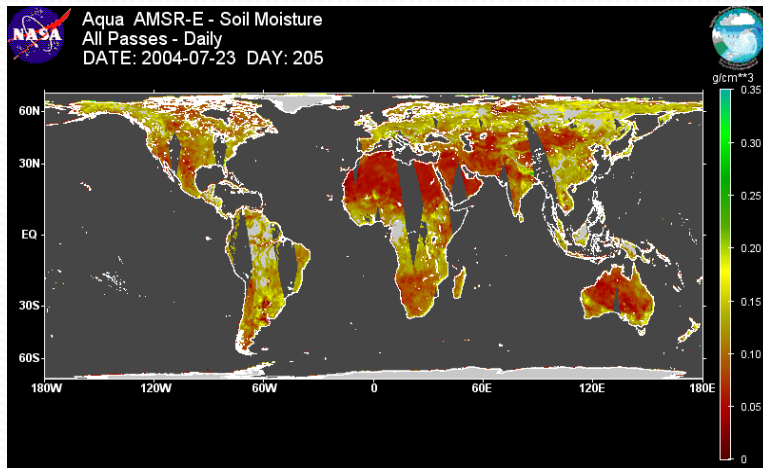 NASA
Aqua AMSR-E - Soil Moisture
All Passes - Daily
DATE: 2004-07-23 DAY: 205
g/cm**3
0.35
0.30
0.25
0.20
0.15
0.10
0.05
0
60N
30N
EQ
30S
60S
180W
120W
60W
0
60E
120E
180E